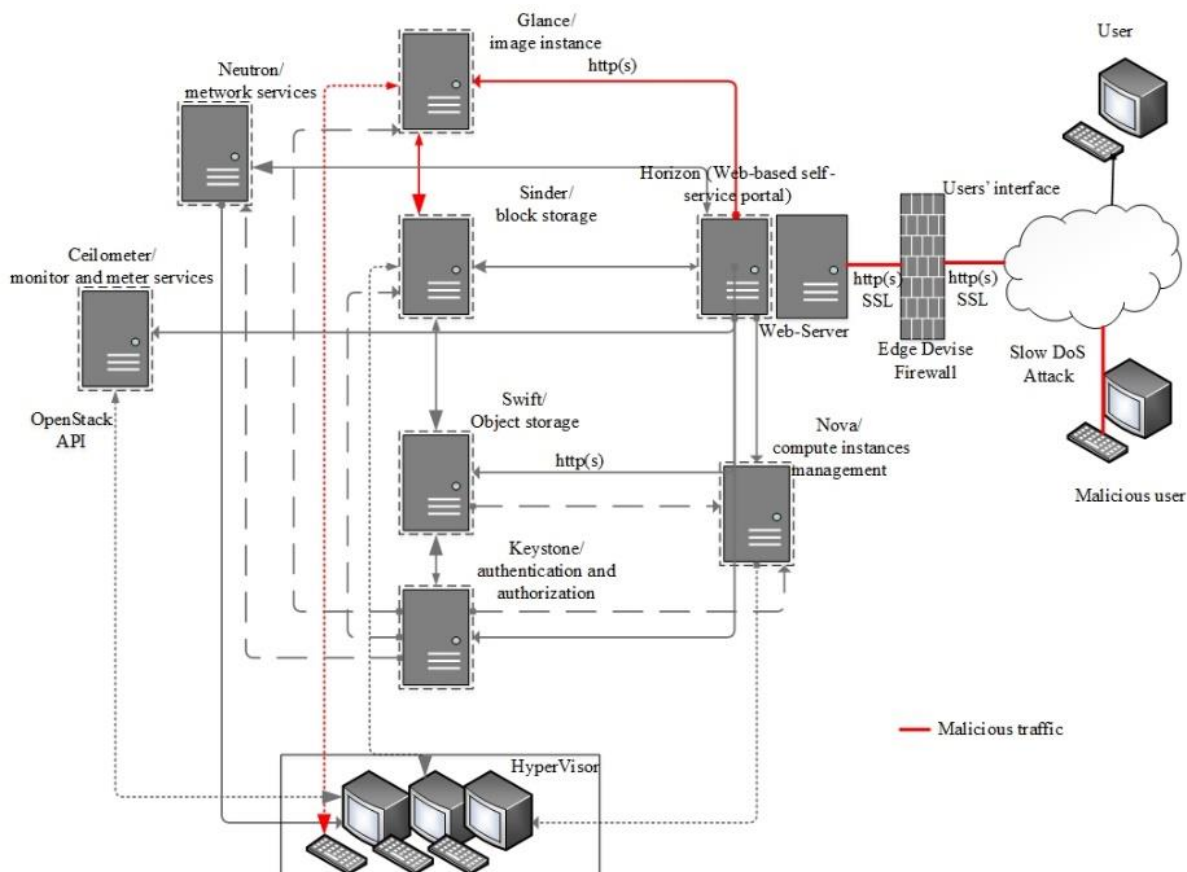 Glance/
image instance
http(s)
User
Neutron/
metwork services
Horizon (Web-based self-
service portal)
Users' interface
Sinder/
block storage
Ceilometer/
monitor and meter services
http(s)
SSL
http(s)
SSL
Web-Server
Edge Devise
Firewall
Slow DoS
Attack
OpenStack
API
Swift/
Object storage
http(s)
Nova/
compute instances
management
Malicious user
Keystone/
authentication and
authorization
Malicious traffic
HyperVisor